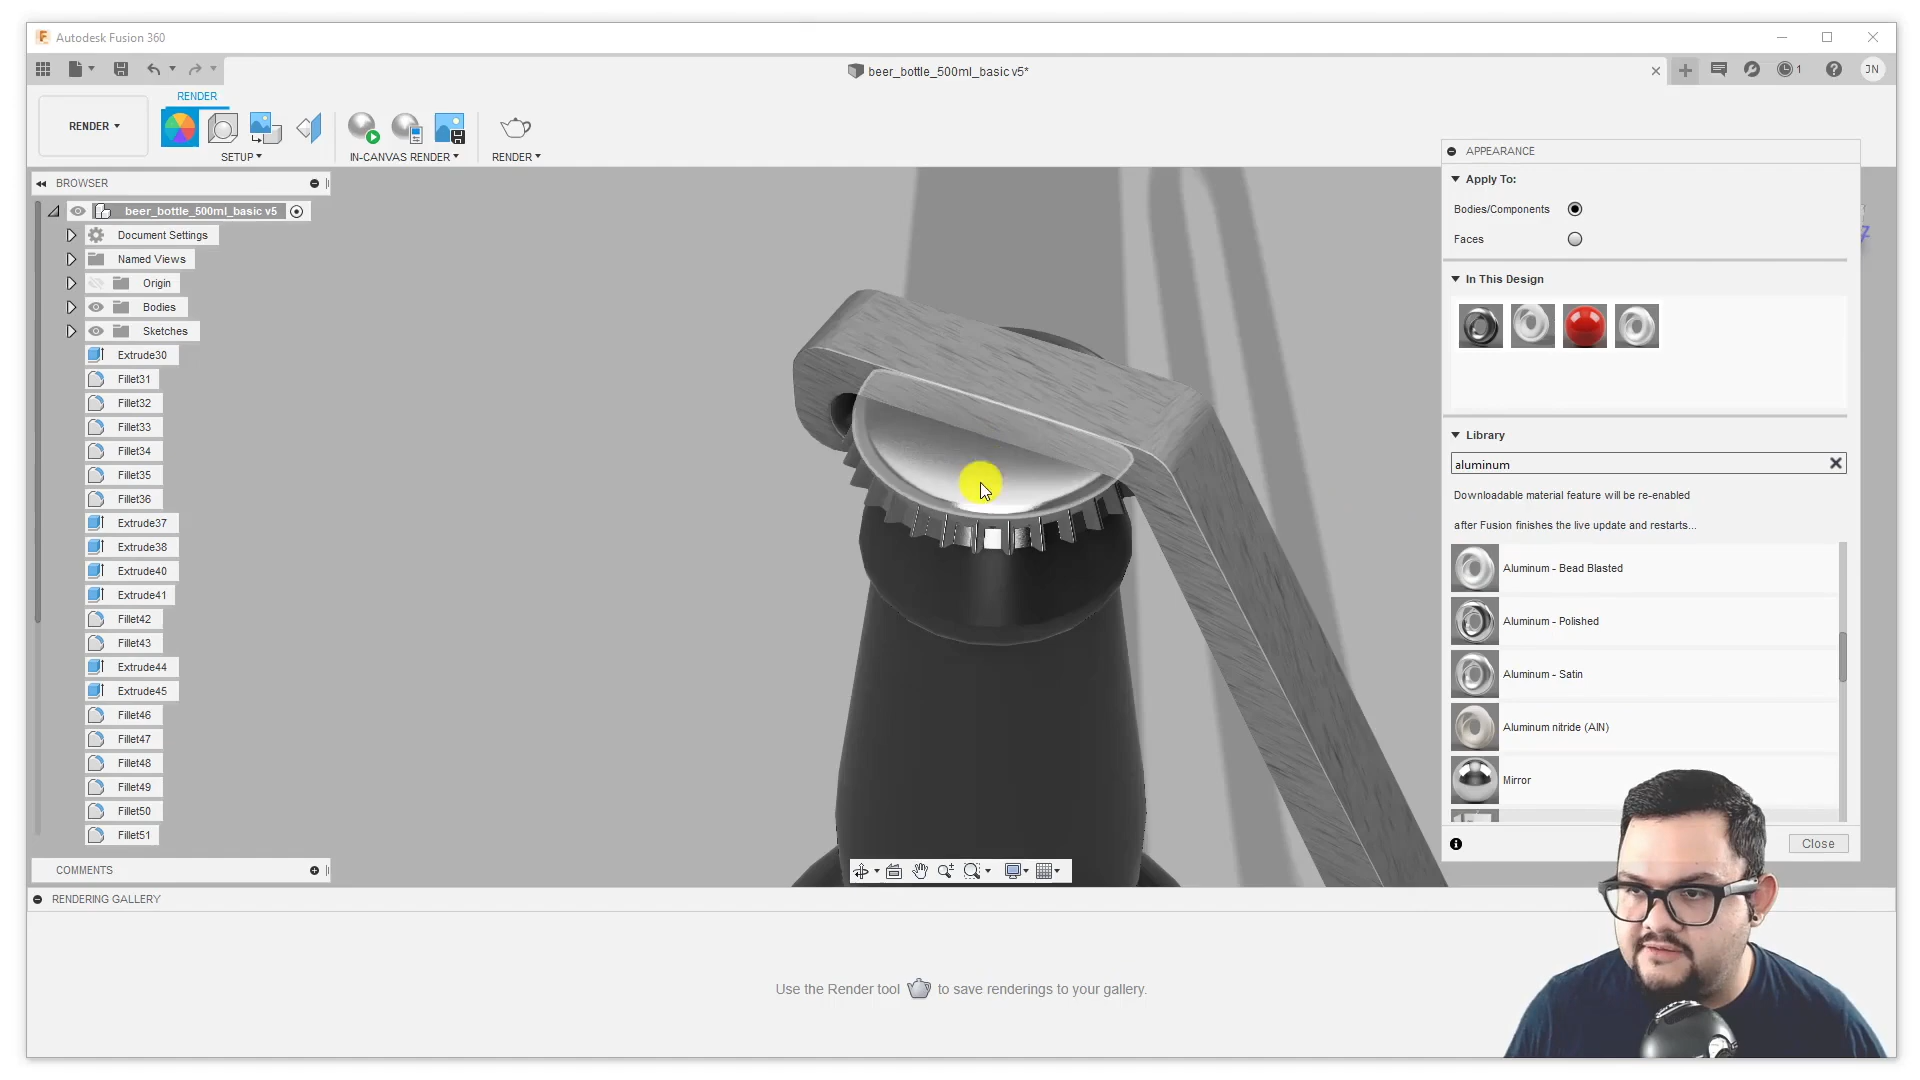 Autodesk Fusion 360
beer_bottle_500ml_basic v5*
1
JN
RENDER
RENDER
SETUP
IN-CANVAS RENDER
RENDER
BROWSER
beer_bottle_500ml_basic v5
Document Settings
Named Views
Origin
Bodies
Sketches
Extrude30
Fillet31
Fillet32
Fillet33
Fillet34
Fillet35
Fillet36
Extrude37
Extrude38
Extrude40
Extrude41
Fillet42
Fillet43
Extrude44
Extrude45
Fillet46
Fillet47
Fillet48
Fillet49
Fillet50
Fillet51
COMMENTS
APPEARANCE
Apply To:
Bodies/Components
Faces
In This Design
Library
aluminum
Downloadable material feature will be re-enabled
after Fusion finishes the live update and restarts...
Aluminum - Bead Blasted
Aluminum - Polished
Aluminum - Satin
Aluminum nitride (AlN)
Mirror
Close
RENDERING GALLERY
Use the Render tool to save renderings to your gallery.